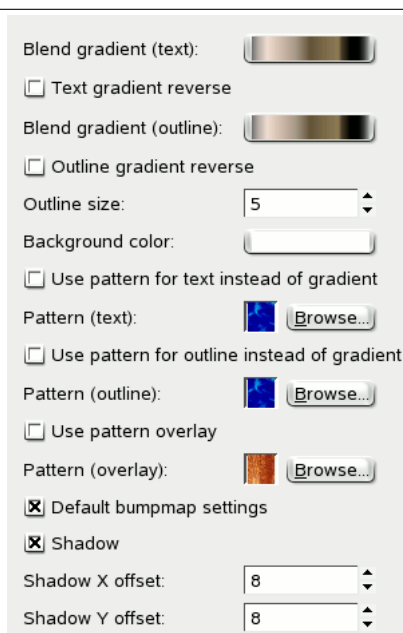 Blend gradient (text):
Text gradient reverse
Blend gradient (outline):
Outline gradient reverse
Outline size: 5
Background color:
Use pattern for text instead of gradient
Pattern (text): Browse...
Use pattern for outline instead of gradient
Pattern (outline): Browse...
Use pattern overlay
Pattern (overlay): Browse...
Default bumpmap settings
Shadow
Shadow X offset: 8
Shadow Y offset: 8